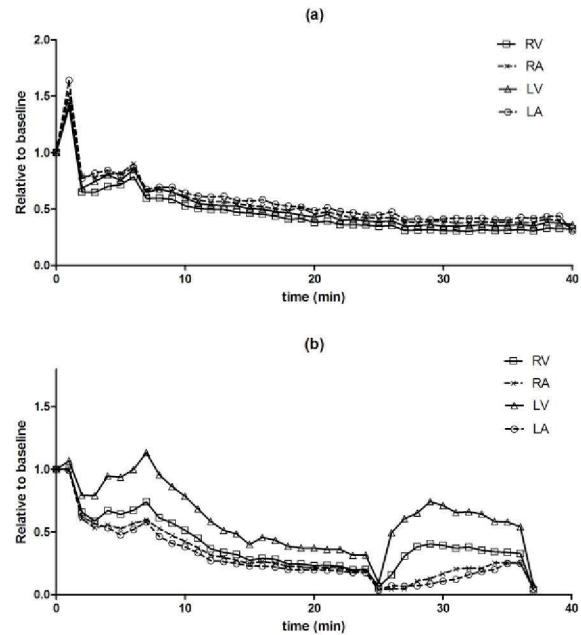 (a)
2.0
1.5
1.0
0.5
0.0
Relative to baseline
0
10
20
30
40
time (min)
RV
RA
LV
LA
(b)
1.5
1.0
0.5
0.0
Relative to baseline
0
10
20
30
40
time (min)
RV
RA
LV
LA